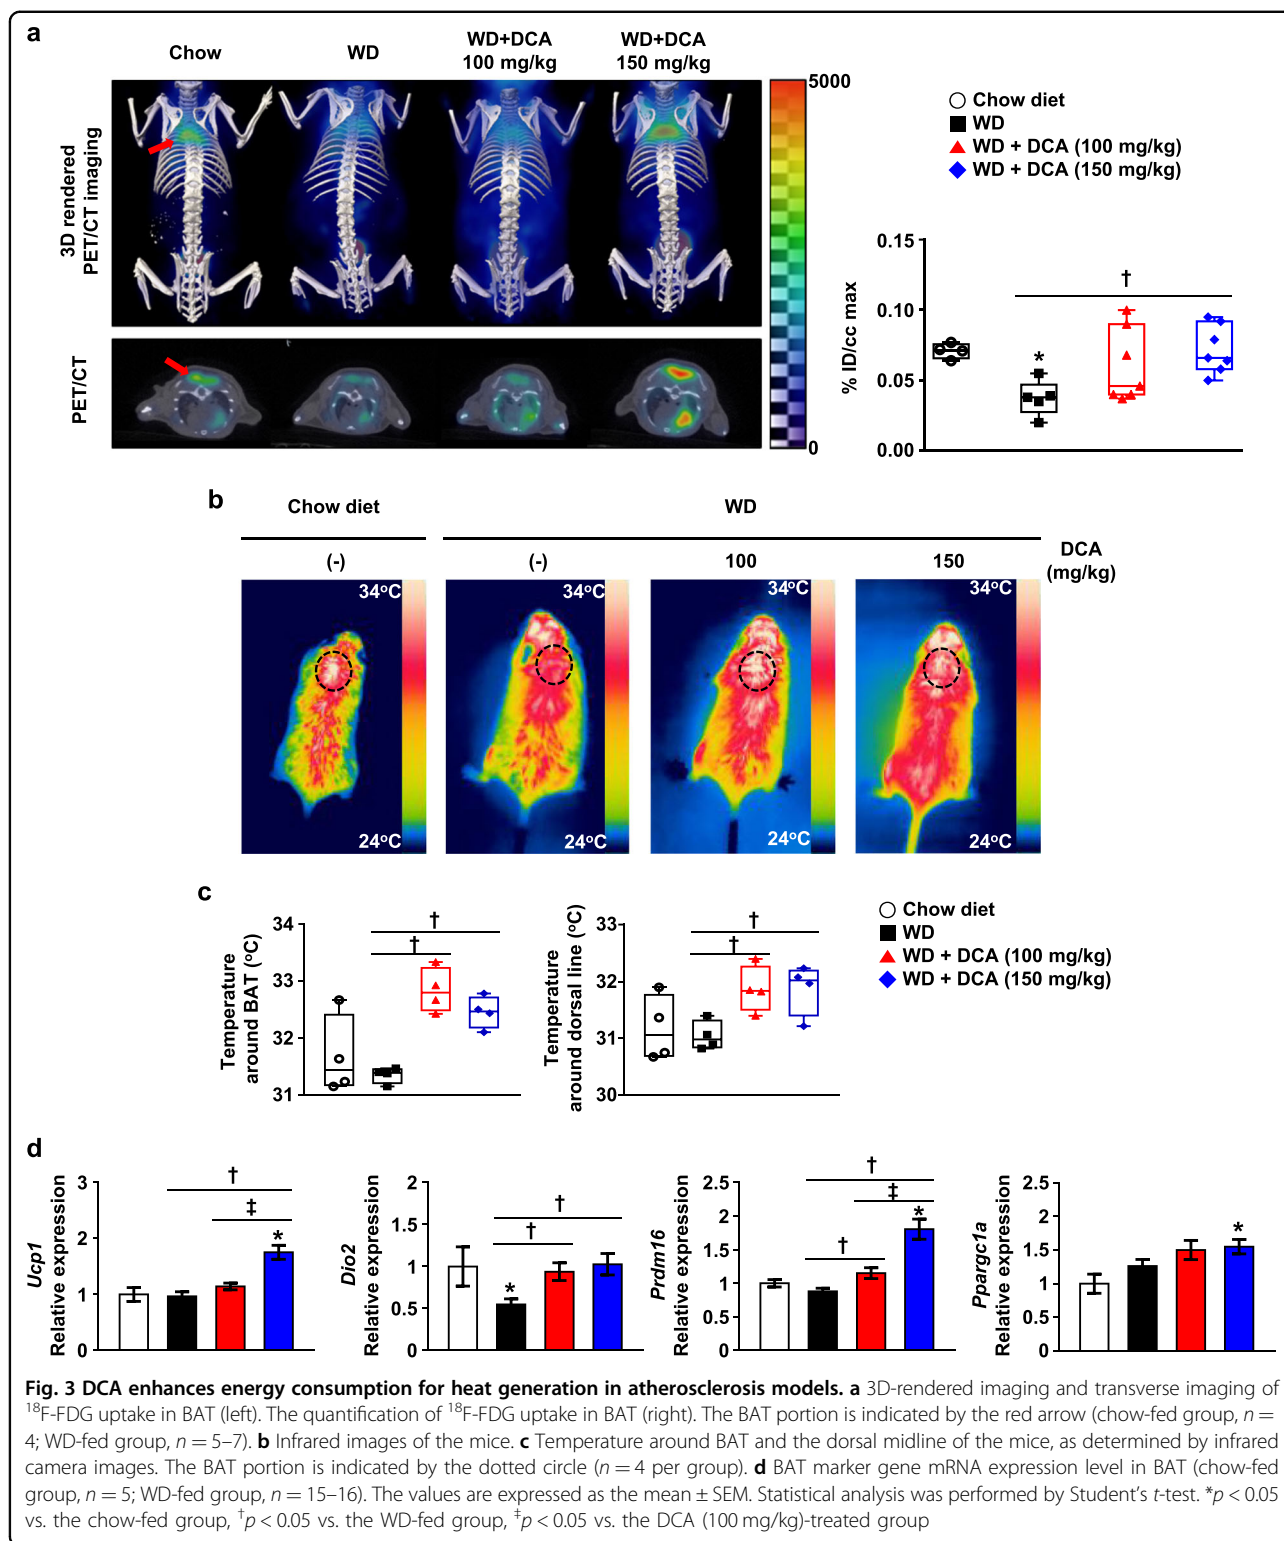 a
Chow
WD
WD+DCA
100 mg/kg
WD+DCA
150 mg/kg
3D rendered
PET/CT imaging
PET/CT
5000
0
Chow diet
WD
WD + DCA (100 mg/kg)
WD + DCA (150 mg/kg)
% ID/cc max
0.15
0.10
0.05
0.00
*
†
b
Chow diet
WD
(-)
(-)
100
150
DCA
(mg/kg)
34°C
34°C
34°C
34°C
24°C
24°C
24°C
24°C
c
Temperature
around BAT (°C)
34
33
32
31
†
†
Temperature
around dorsal line (°C)
33
32
31
30
†
†
Chow diet
WD
WD + DCA (100 mg/kg)
WD + DCA (150 mg/kg)
d
Ucp1
Relative expression
3
2
1
0
†
‡
*
Dio2
Relative expression
2
1.5
1
0.5
0
†
†
*
Prdm16
Relative expression
2.5
2
1.5
1
0.5
0
†
‡
*
†
Ppargc1a
Relative expression
2.5
2
1.5
1
0.5
0
*
Fig. 3 DCA enhances energy consumption for heat generation in atherosclerosis models. a 3D-rendered imaging and transverse imaging of
18F-FDG uptake in BAT (left). The quantification of 18F-FDG uptake in BAT (right). The BAT portion is indicated by the red arrow (chow-fed group, n =
4; WD-fed group, n = 5–7). b Infrared images of the mice. c Temperature around BAT and the dorsal midline of the mice, as determined by infrared
camera images. The BAT portion is indicated by the dotted circle (n = 4 per group). d BAT marker gene mRNA expression level in BAT (chow-fed
group, n = 5; WD-fed group, n = 15–16). The values are expressed as the mean ± SEM. Statistical analysis was performed by Student's t-test. *p < 0.05
vs. the chow-fed group, †p < 0.05 vs. the WD-fed group, ‡p < 0.05 vs. the DCA (100 mg/kg)-treated group